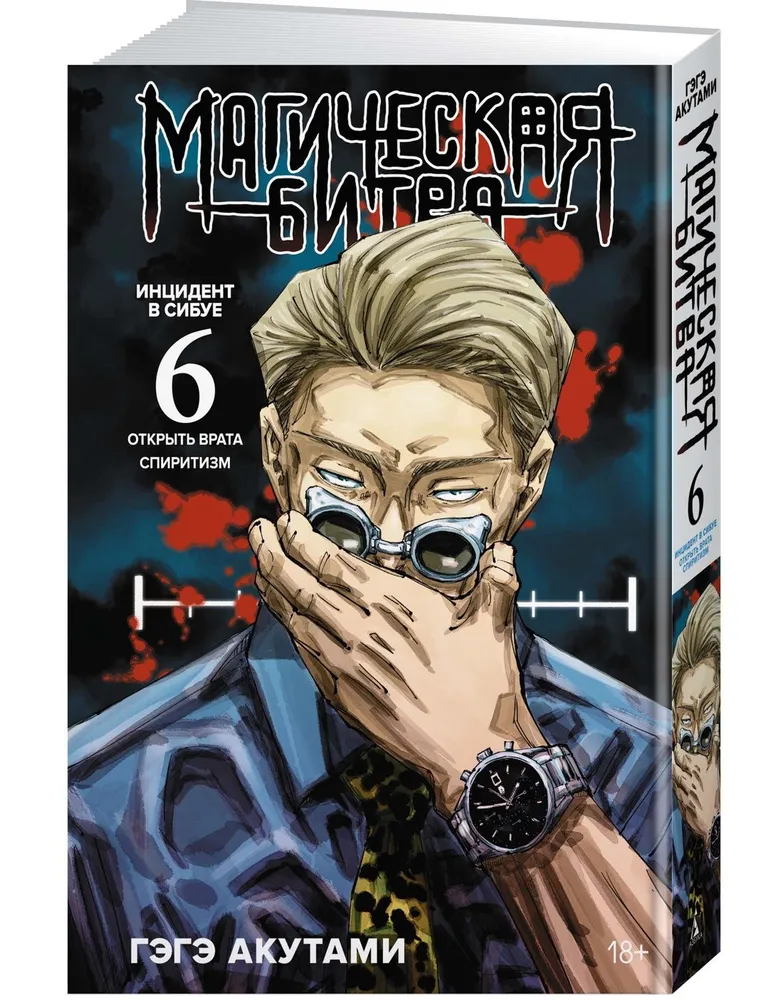 МАГИЧЕСКАЯ
БИТВА
ИНЦИДЕНТ
В СИБУЕ
6
ОТКРЫТЬ ВРАТА
СПИРИТИЗМ
ГЭГЭ АКУТАМИ
18+
ГЭГЭ
АКУТАМИ
МАГИЧЕСКАЯ
БИТВА
6
ИНЦИДЕНТ В СИБУЕ
ОТКРЫТЬ ВРАТА
СПИРИТИЗМ